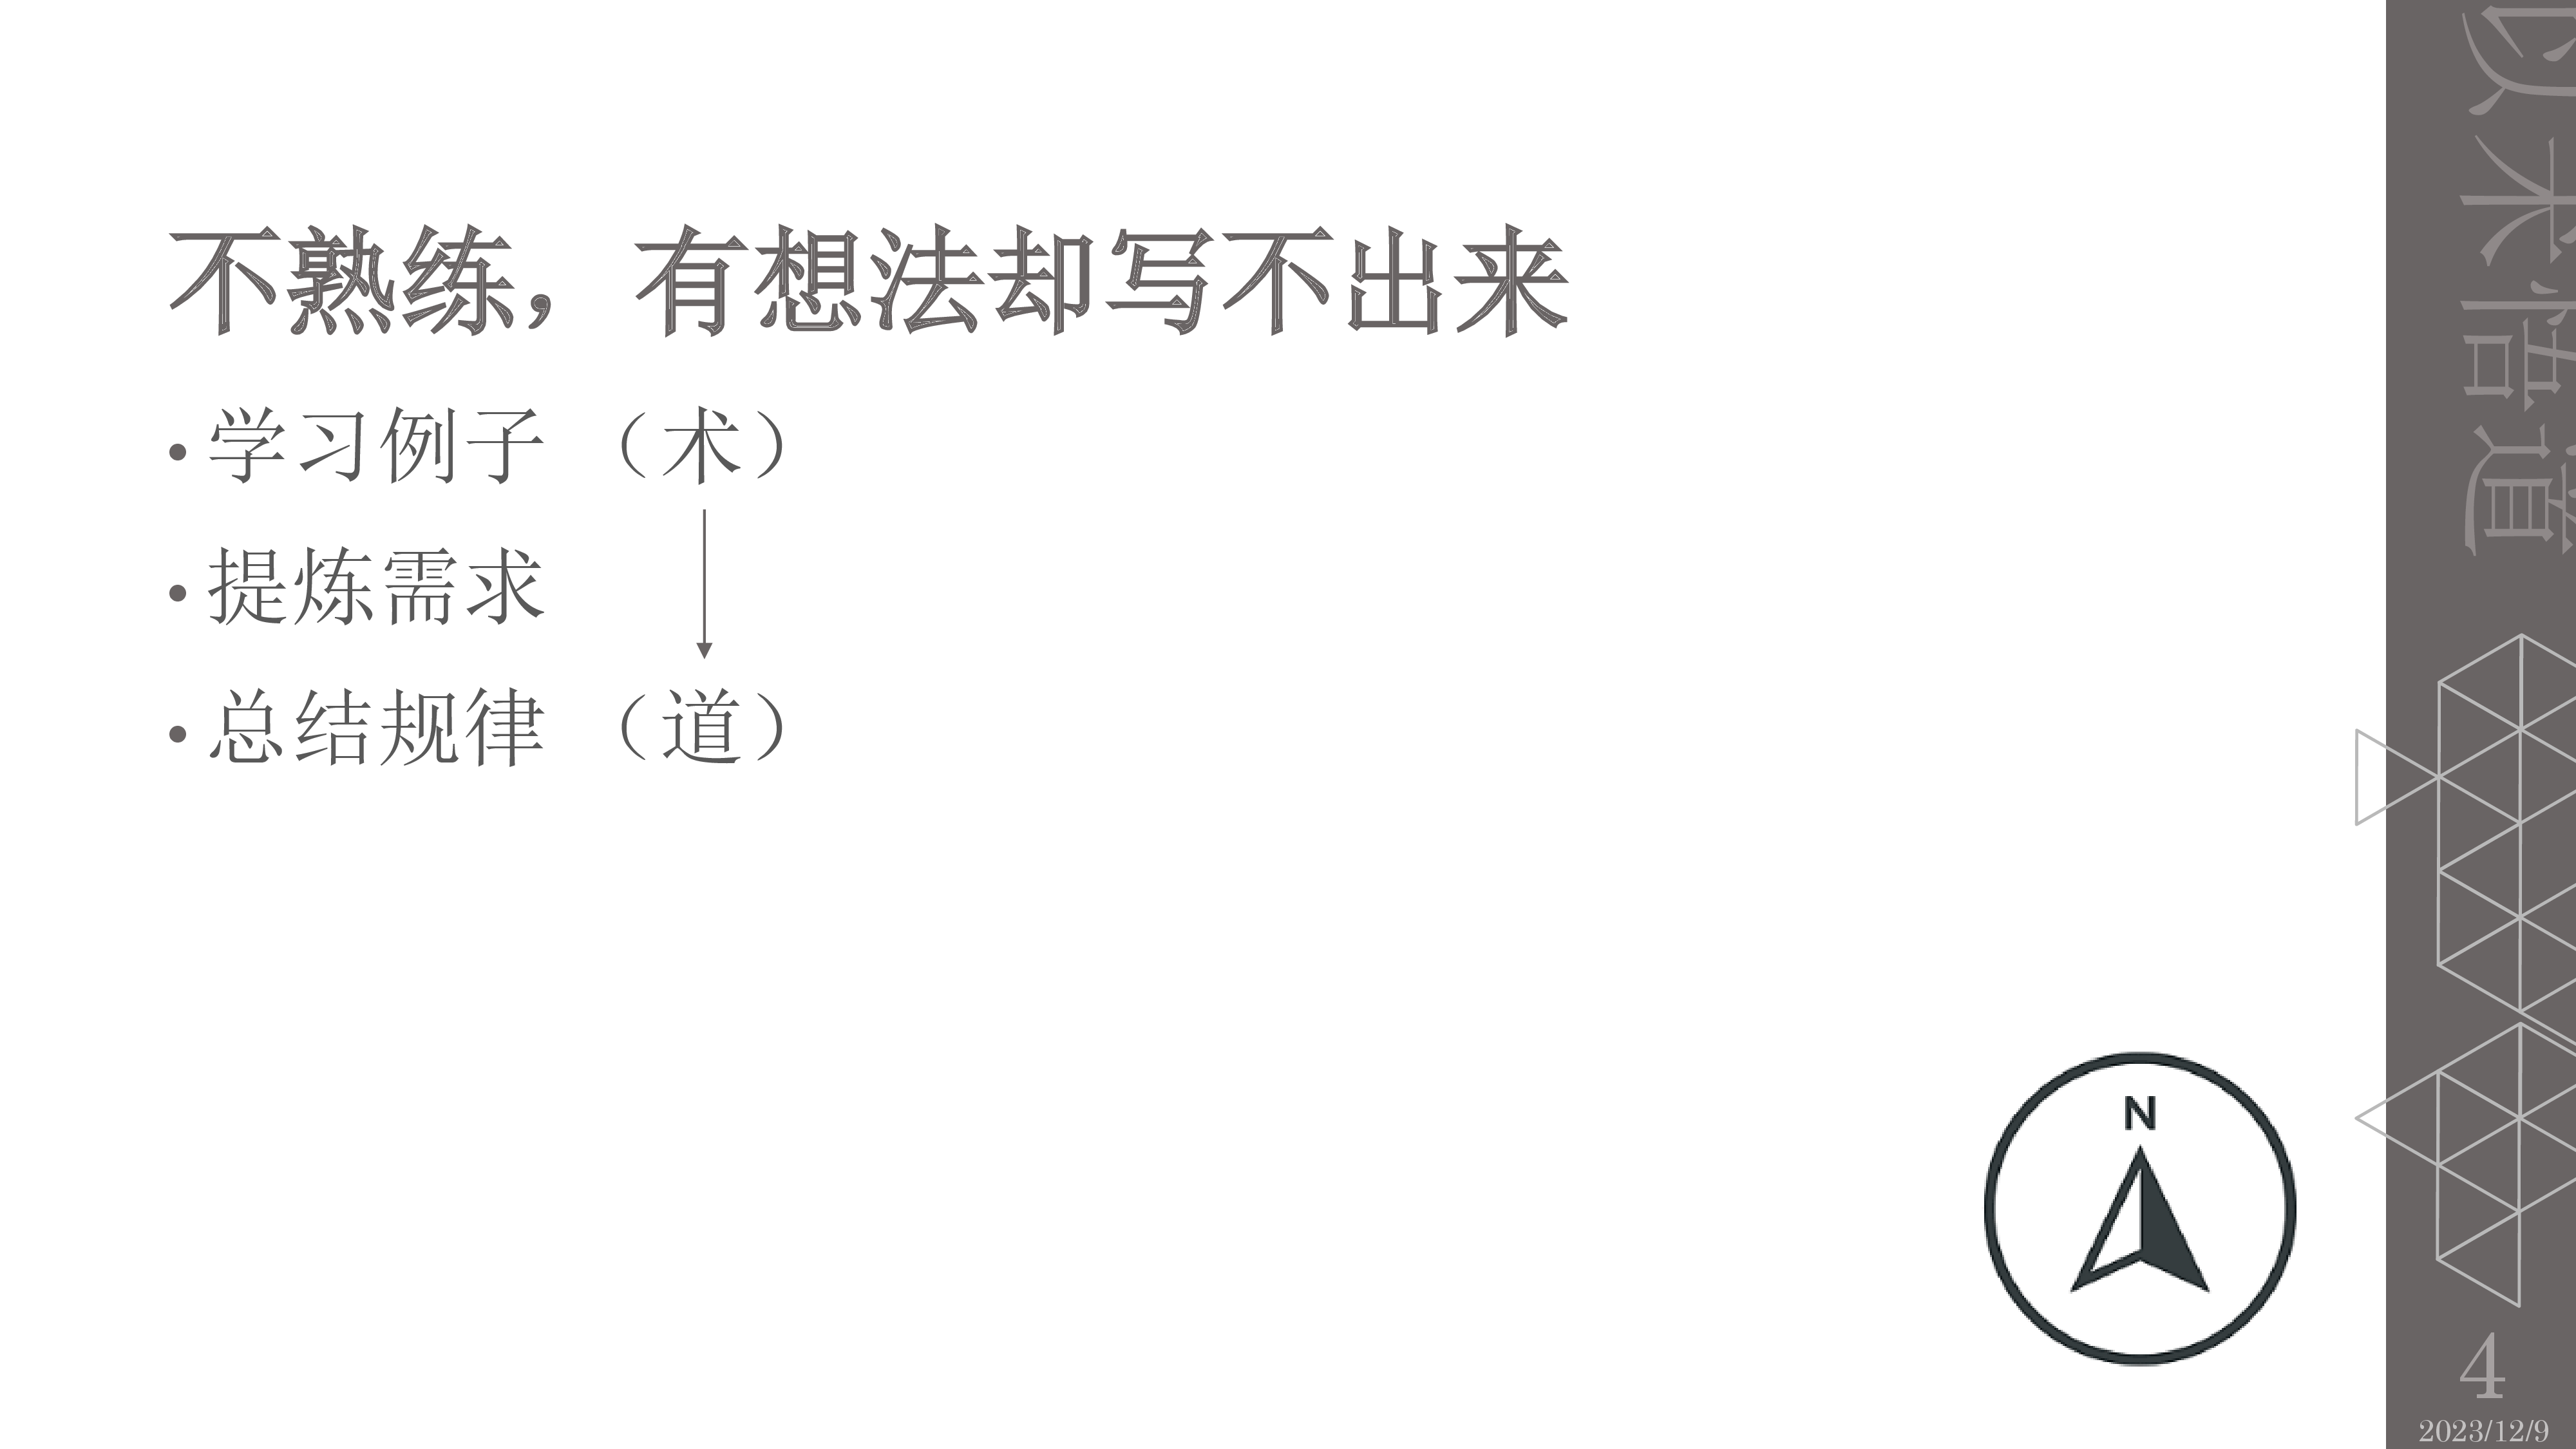 不熟练，有想法却写不出来
• 学习例子 （术）
• 提炼需求
• 总结规律 （道）
以术悟道
N
4
2023/12/9